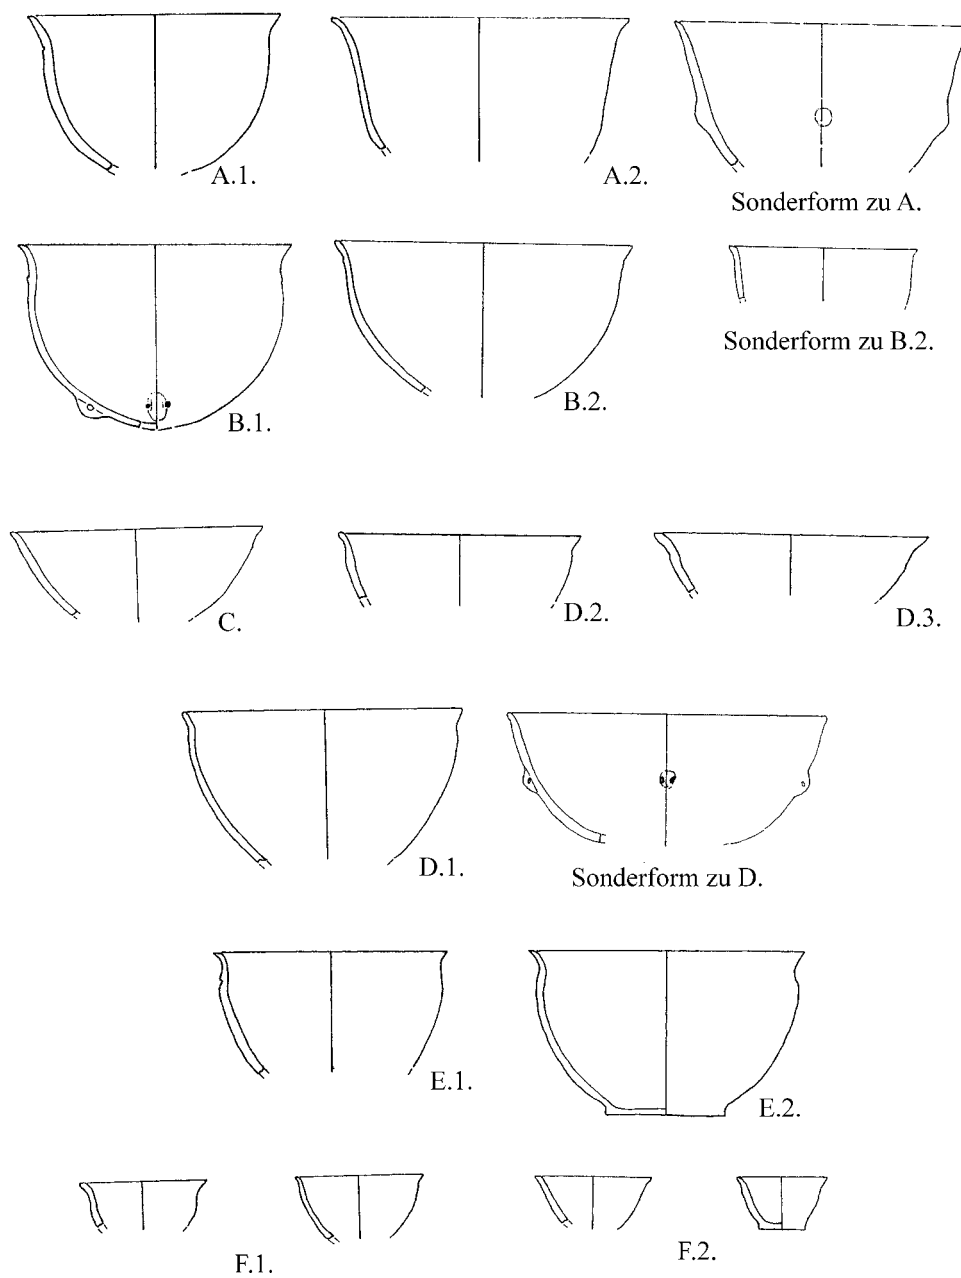 A.1.
A.2.
Sonderform zu A.
B.1.
B.2.
Sonderform zu B.2.
C.
D.2.
D.3.
D.1.
Sonderform zu D.
E.1.
E.2.
F.1.
F.2.